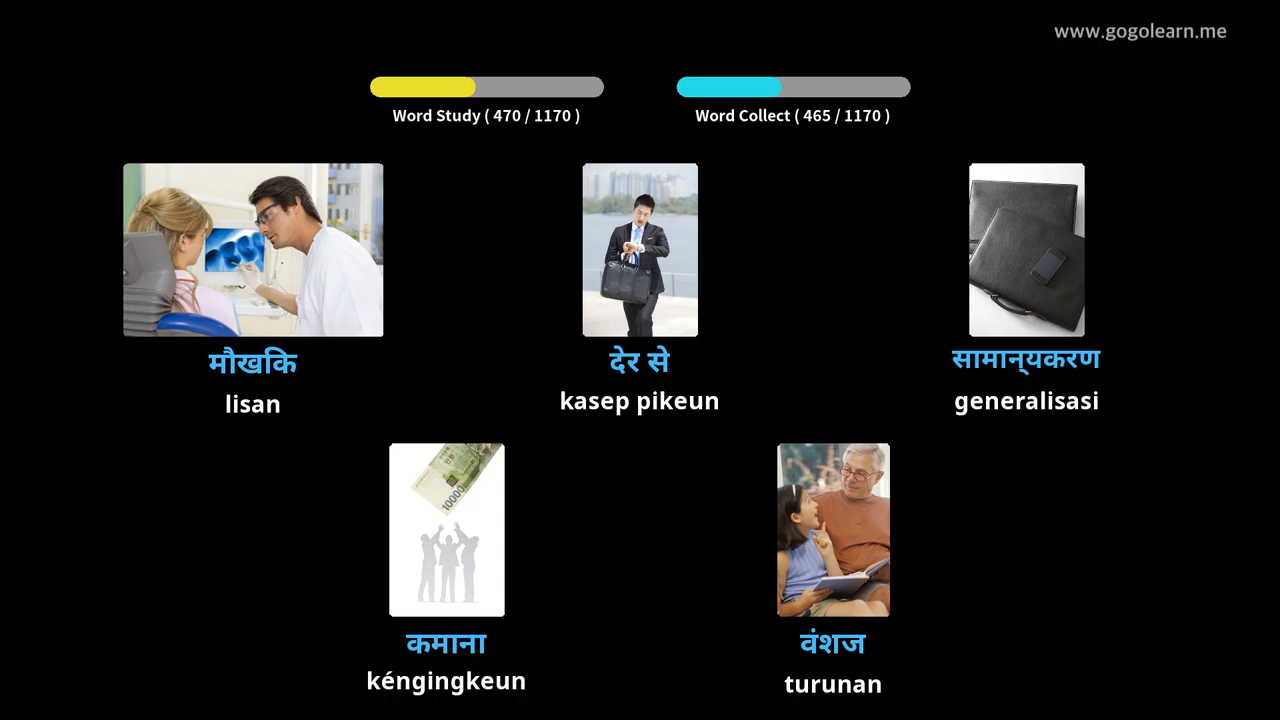 www.gogolearn.me
Word Study ( 470 / 1170 )
Word Collect ( 465 / 1170 )
मौखकि
lisan
देर से
kasep pikeun
सामान्‌यकरण
generalisasi
10000
कमाना
kéngingkeun
वंशज
turunan